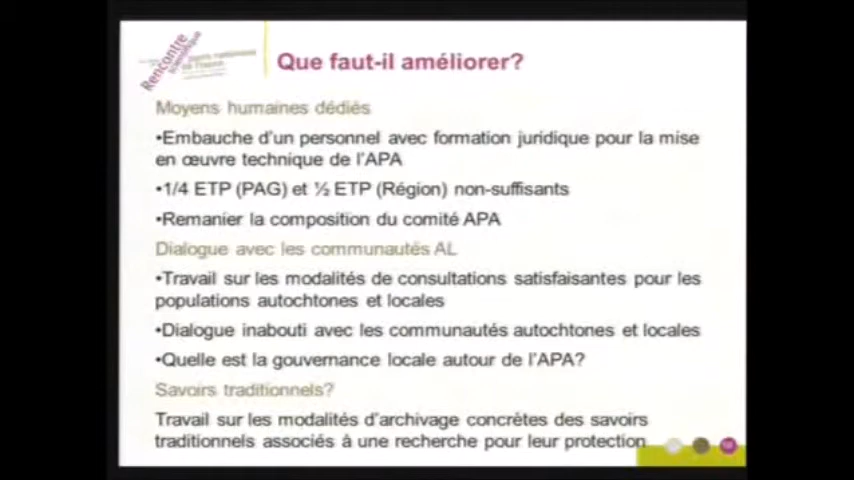 Rencontre
scientifique
Que faut-il améliorer?
Moyens humaines dédiés
•Embauche d'un personnel avec formation juridique pour la mise
en œuvre technique de l'APA
•1/4 ETP (PAG) et ½ ETP (Région) non-suffisants
•Remanier la composition du comité APA
Dialogue avec les communautés AL
•Travail sur les modalités de consultations satisfaisantes pour les
populations autochtones et locales
•Dialogue inabouti avec les communautés autochtones et locales
•Quelle est la gouvernance locale autour de l'APA?
Savoirs traditionnels?
Travail sur les modalités d'archivage concrètes des savoirs
traditionnels associés à une recherche pour leur protection